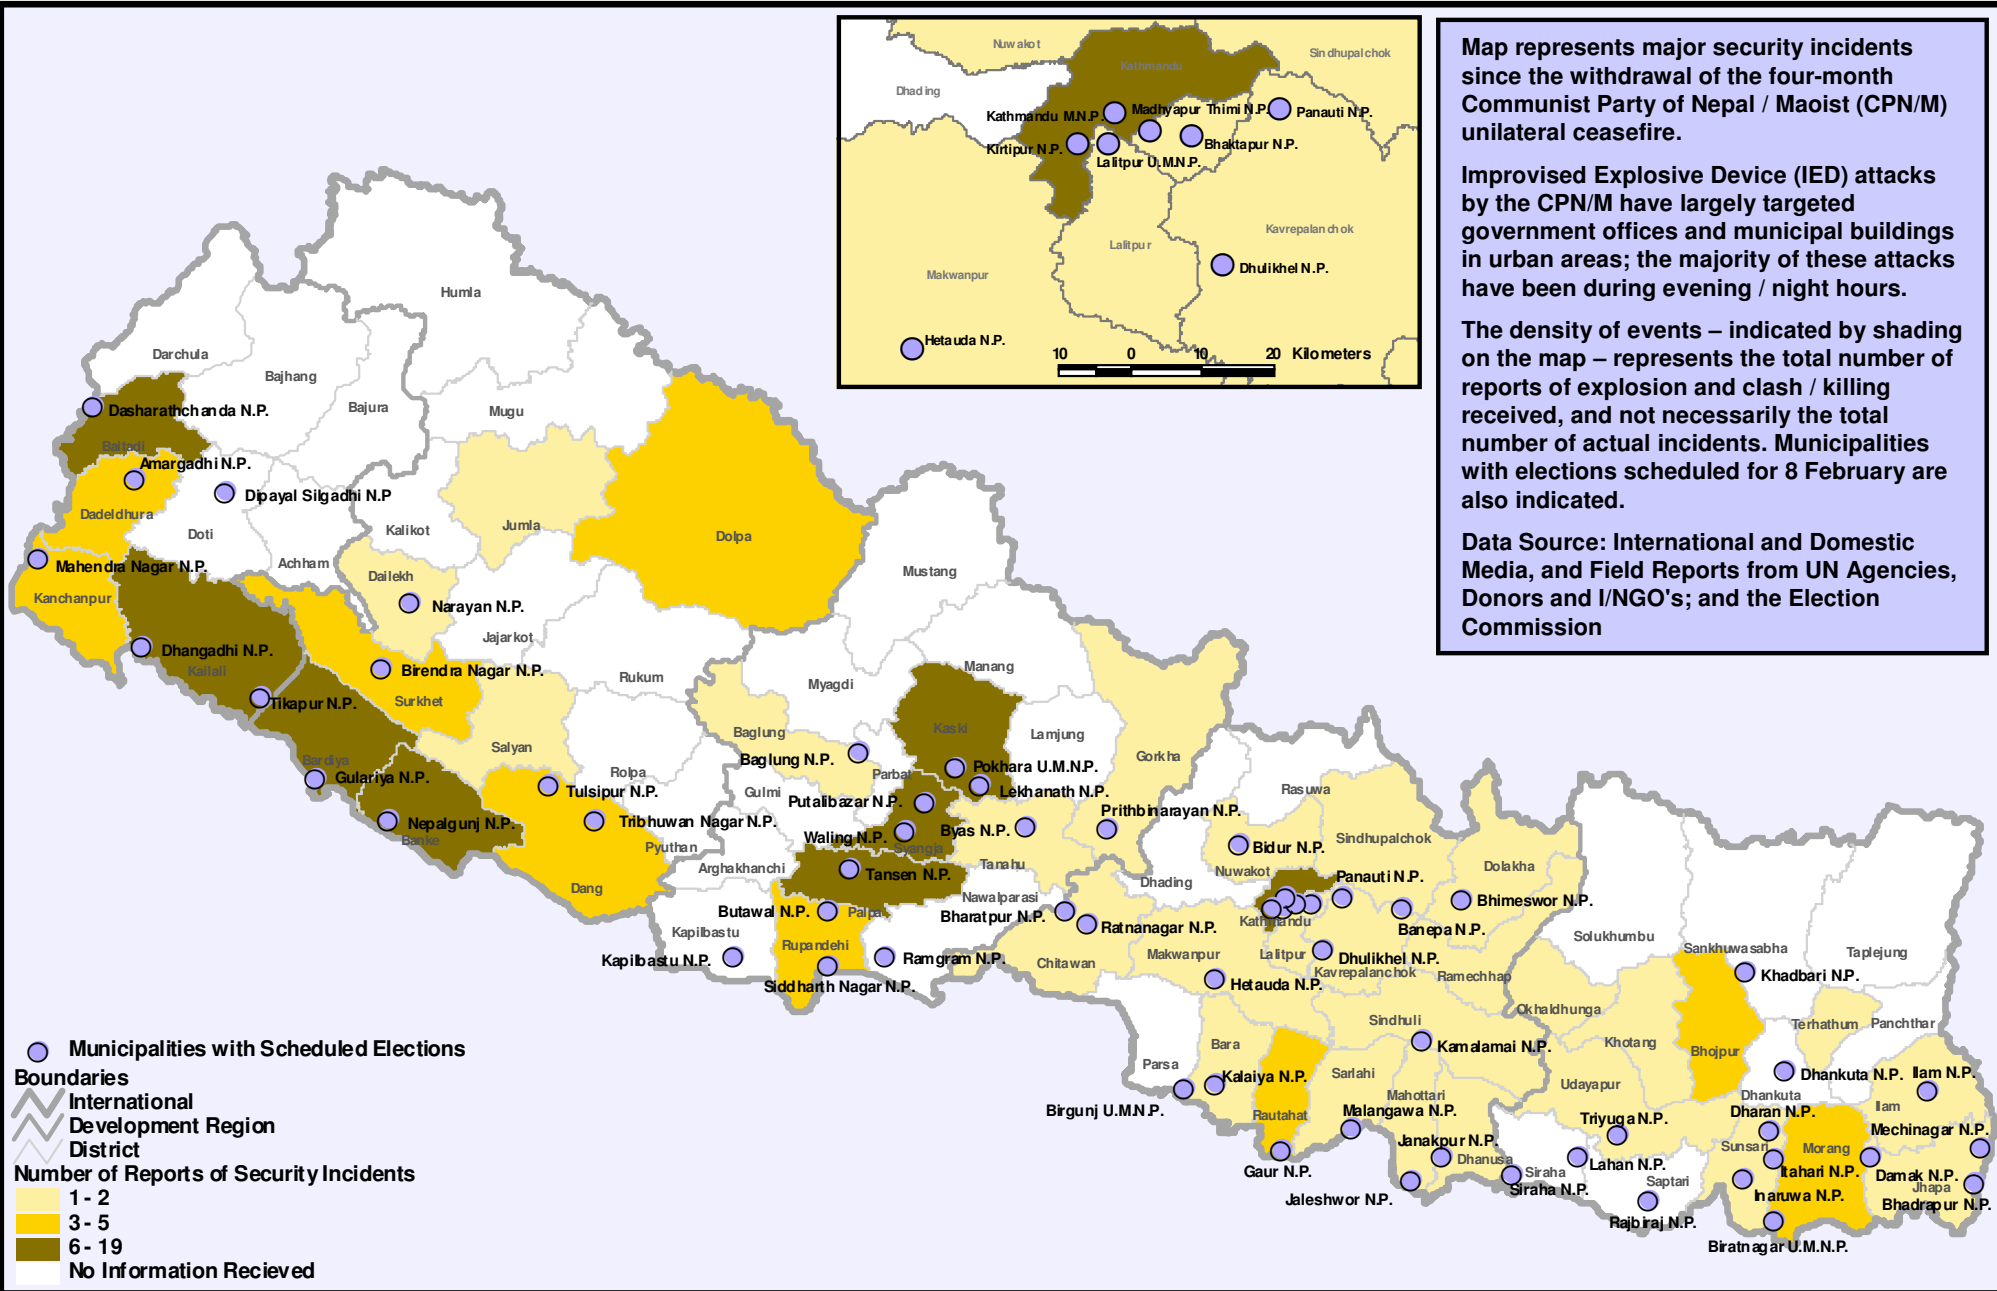 Nuwakot
Kathmandu
Sindhupalchok
Dhading
Kathmandu M.N.P.
Madhyapur Thimi N.P.
Panauti N.P.
Kirtipur N.P.
Lalitpur U.M.N.P.
Bhaktapur N.P.
Lalitpur
Kavrepalanchok
Makwanpur
Dhulikhel N.P.
Hetauda N.P.
10 0 10 20 Kilometers
Map represents major security incidents
since the withdrawal of the four-month
Communist Party of Nepal / Maoist (CPN/M)
unilateral ceasefire.
Improvised Explosive Device (IED) attacks
by the CPN/M have largely targeted
government offices and municipal buildings
in urban areas; the majority of these attacks
have been during evening / night hours.
The density of events – indicated by shading
on the map – represents the total number of
reports of explosion and clash / killing
received, and not necessarily the total
number of actual incidents. Municipalities
with elections scheduled for 8 February are
also indicated.
Data Source: International and Domestic
Media, and Field Reports from UN Agencies,
Donors and I/NGO's; and the Election
Commission
Humla
Darchula
Bajhang
Bajura
Mugu
Dasharathchanda N.P.
Baitadi
Amargadhi N.P.
Dipayal Silgadhi N.P
Dadeldhura
Doti
Kalikot
Jumla
Dolpa
Achham
Mahendra Nagar N.P.
Dailekh
Mustang
Kanchanpur
Narayan N.P.
Jajarkot
Dhangadhi N.P.
Kailali
Birendra Nagar N.P.
Rukum
Manang
Myagdi
Tikapur N.P.
Surkhet
Baglung
Kaski
Lamjung
Salyan
Gorkha
Bardiya
Baglung N.P.
Parbat
Pokhara U.M.N.P.
Gulariya N.P.
Rolpa
Tulsipur N.P.
Gulmi
Putalibazar N.P.
Lekhanath N.P.
Rasuwa
Nepalgunj N.P.
Banke
Tribhuwan Nagar N.P.
Waling N.P.
Byas N.P.
Prithbinarayan N.P.
Pyuthan
Syangja
Bidur N.P.
Sindhupalchok
Arghakhanchi
Tansen N.P.
Tanahu
Nuwakot
Dolakha
Dang
Dhading
Panauti N.P.
Nawalparasi
Butawal N.P.
Palpa
Bharatpur N.P.
Ratnanagar N.P.
Kathmandu
Banepa N.P.
Bhimeswor N.P.
Kapilbastu
Rupandehi
Solukhumbu
Sankhuwasabha
Taplejung
Kapilbastu N.P.
Ramgram N.P.
Chitawan
Makwanpur
Lalitpur
Dhulikhel N.P.
Kavrepalanchok
Ramechhap
Khadbari N.P.
Siddharth Nagar N.P.
Hetauda N.P.
Okhaldhunga
Sindhuli
Terhathum
Panchthar
Bara
Kamalamai N.P.
Khotang
Bhojpur
Parsa
Kalaiya N.P.
Sarlahi
Udayapur
Dhankuta N.P.
Ilam N.P.
Birgunj U.M.N.P.
Rautahat
Mahottari
Malangawa N.P.
Dhankuta
Dharan N.P.
Ilam
Triyuga N.P.
Mechinagar N.P.
Janakpur N.P.
Dhanusa
Sunsari
Morang
Gaur N.P.
Siraha
Lahan N.P.
Itahari N.P.
Damak N.P.
Jaleshwor N.P.
Siraha N.P.
Saptari
Inaruwa N.P.
Jhapa
Bhadrapur N.P.
Rajbiraj N.P.
Biratnagar U.M.N.P.
Municipalities with Scheduled Elections
Boundaries
International
Development Region
District
Number of Reports of Security Incidents
1 - 2
3 - 5
6 - 19
No Information Recieved